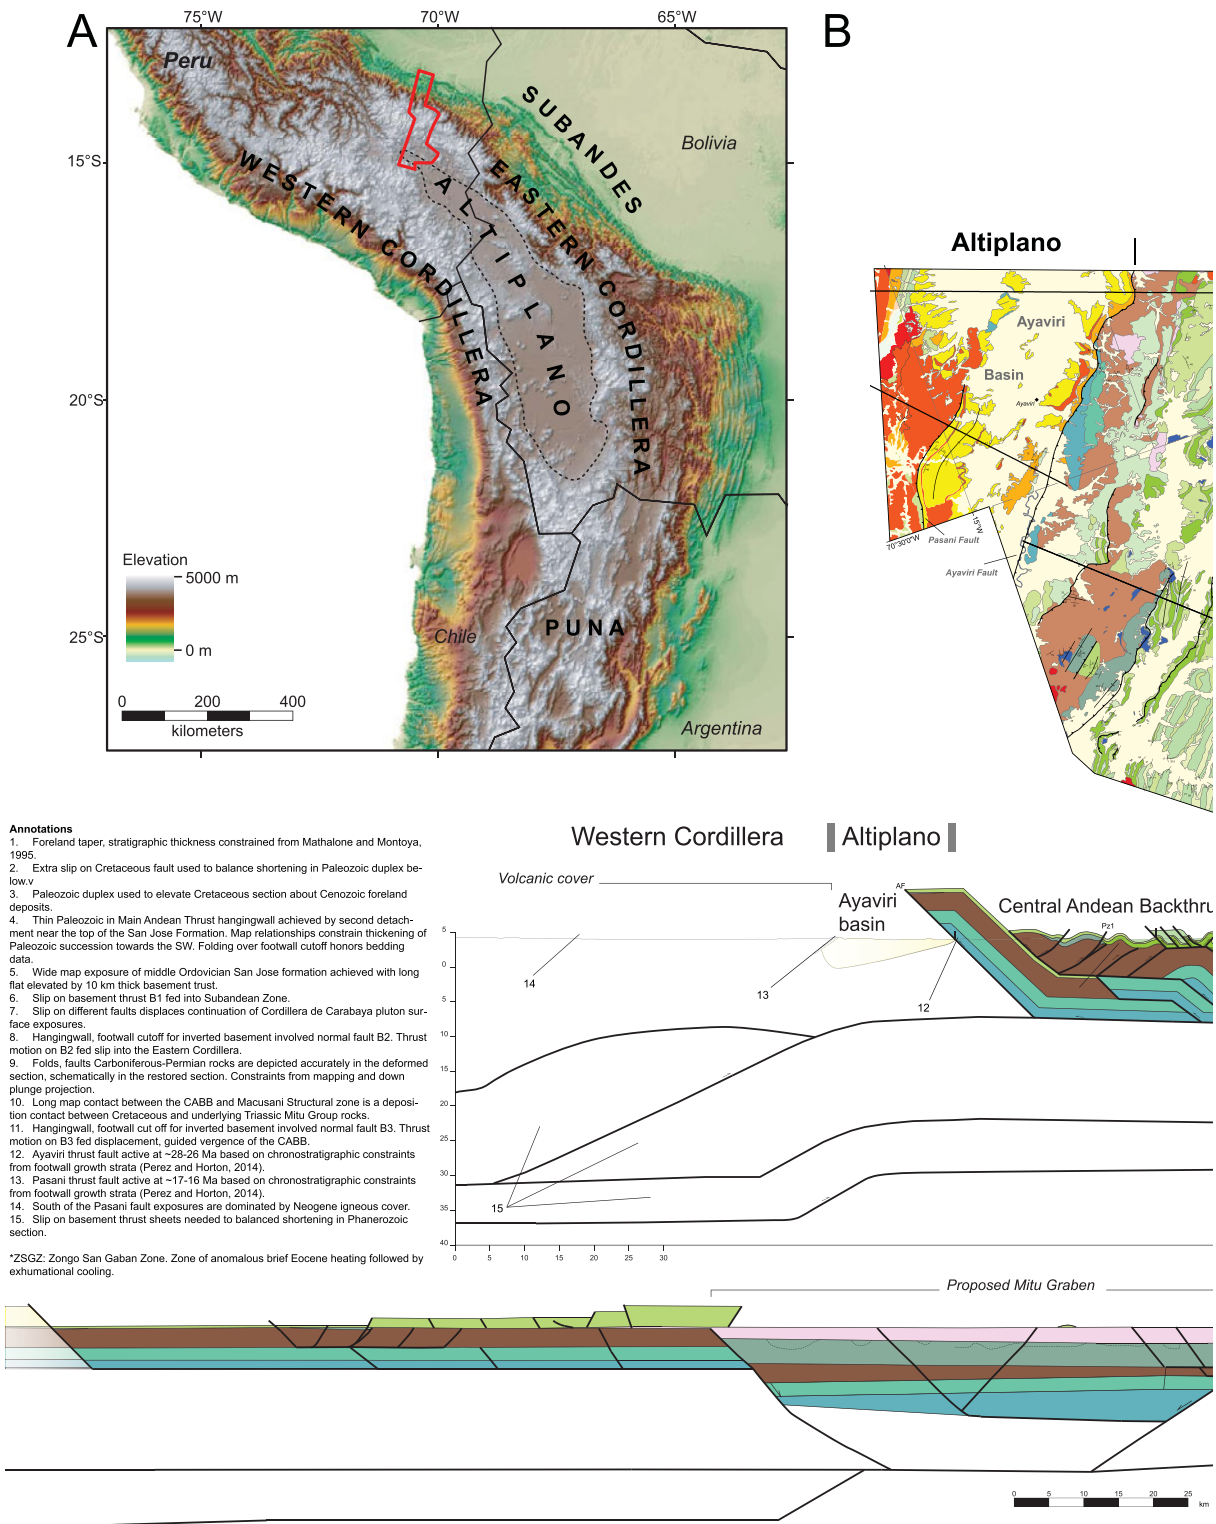 A
75°W
70°W
65°W
B
Peru
SUBANDES
Bolivia
15°S
WESTERN CORDILLERA
ALTIPLANO
EASTERN CORDILLERA
20°S
Elevation
5000 m
0 m
25°S
Chile
PUNA
0 200 400
kilometers
Argentina
Altiplano
Ayaviri
Basin
Ayaviri
15°W
70°30'0"W
Pasani Fault
Ayaviri Fault
Annotations
1. Foreland taper, stratigraphic thickness constrained from Mathalone and Montoya,
1995.
2. Extra slip on Cretaceous fault used to balance shortening in Paleozoic duplex be-
low.v
3. Paleozoic duplex used to elevate Cretaceous section about Cenozoic foreland
deposits.
4. Thin Paleozoic in Main Andean Thrust hangingwall achieved by second detach-
ment near the top of the San Jose Formation. Map relationships constrain thickening of
Paleozoic succession towards the SW. Folding over footwall cutoff honors bedding
data.
5. Wide map exposure of middle Ordovician San Jose formation achieved with long
flat elevated by 10 km thick basement trust.
6. Slip on basement thrust B1 fed into Subandean Zone.
7. Slip on different faults displaces continuation of Cordillera de Carabaya pluton sur-
face exposures.
8. Hangingwall, footwall cutoff for inverted basement involved normal fault B2. Thrust
motion on B2 fed slip into the Eastern Cordillera.
9. Folds, faults Carboniferous-Permian rocks are depicted accurately in the deformed
section, schematically in the restored section. Constraints from mapping and down
plunge projection.
10. Long map contact between the CABB and Macusani Structural zone is a deposi-
tion contact between Cretaceous and underlying Triassic Mitu Group rocks.
11. Hangingwall, footwall cut off for inverted basement involved normal fault B3. Thrust
motion on B3 fed displacement, guided vergence of the CABB.
12. Ayaviri thrust fault active at ~28-26 Ma based on chronostratigraphic constraints
from footwall growth strata (Perez and Horton, 2014).
13. Pasani thrust fault active at ~17-16 Ma based on chronostratigraphic constraints
from footwall growth strata (Perez and Horton, 2014).
14. South of the Pasani fault exposures are dominated by Neogene igneous cover.
15. Slip on basement thrust sheets needed to balanced shortening in Phanerozoic
section.
*ZSGZ: Zongo San Gaban Zone. Zone of anomalous brief Eocene heating followed by
exhumational cooling.
Western Cordillera
Altiplano
Volcanic cover
AF
Ayaviri
basin
Central Andean Backthru
Pz1
5
0
5
10
15
20
25
30
35
40
14
13
12
15
0 5 10 15 20 25 30
Proposed Mitu Graben
0 5 10 15 20 25
km